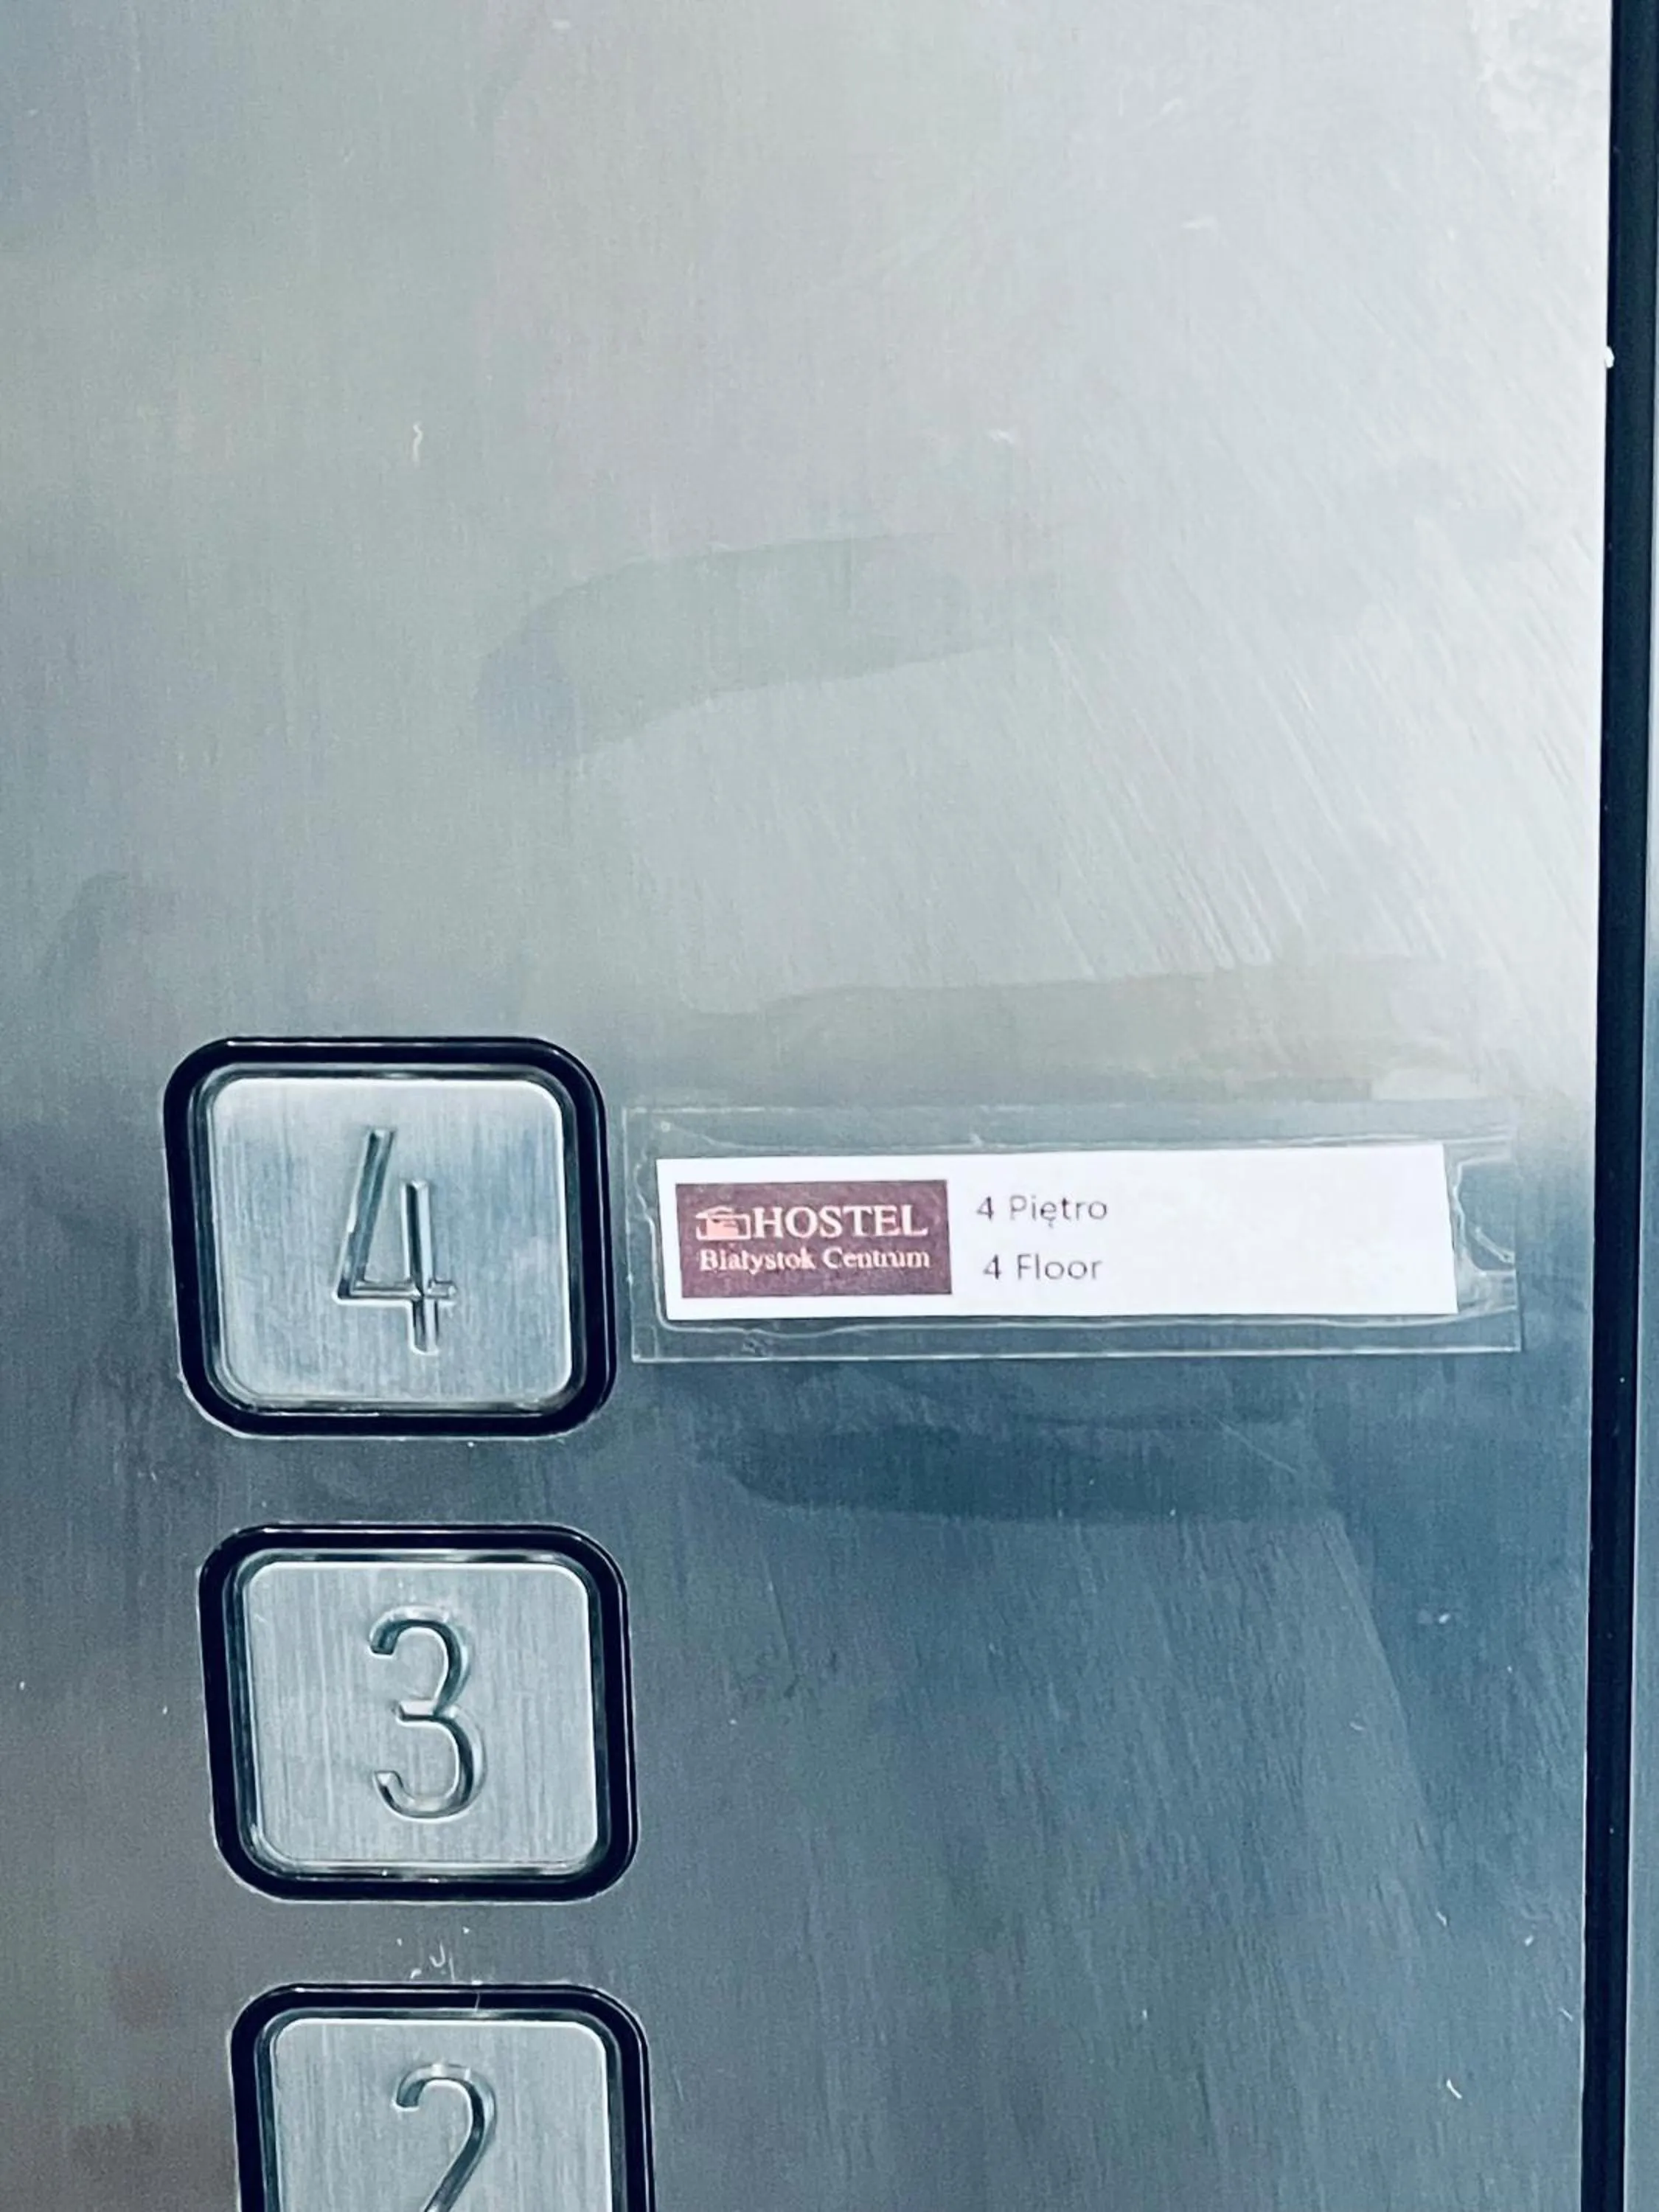 4
HOSTEL
Białystok Centrum
4 Piętro
4 Floor
3
2